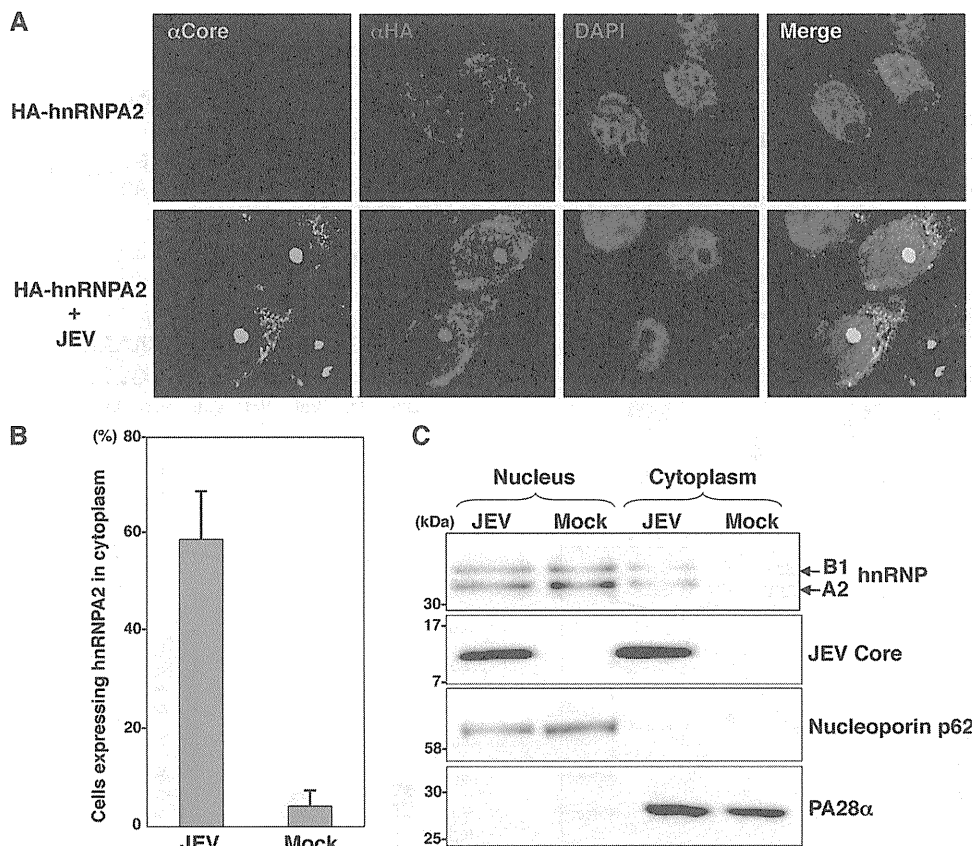 A
αCore
αHA
DAPI
Merge
HA-hnRNPA2
HA-hnRNPA2
+
JEV
B
(%)
80
60
40
20
0
Cells expressing hnRNPA2 in cytoplasm
JEV
Mock
C
Nucleus
Cytoplasm
(kDa)
JEV
Mock
JEV
Mock
B1
A2
hnRNP
30
17
JEV Core
7
Nucleoporin p62
58
30
PA28α
25